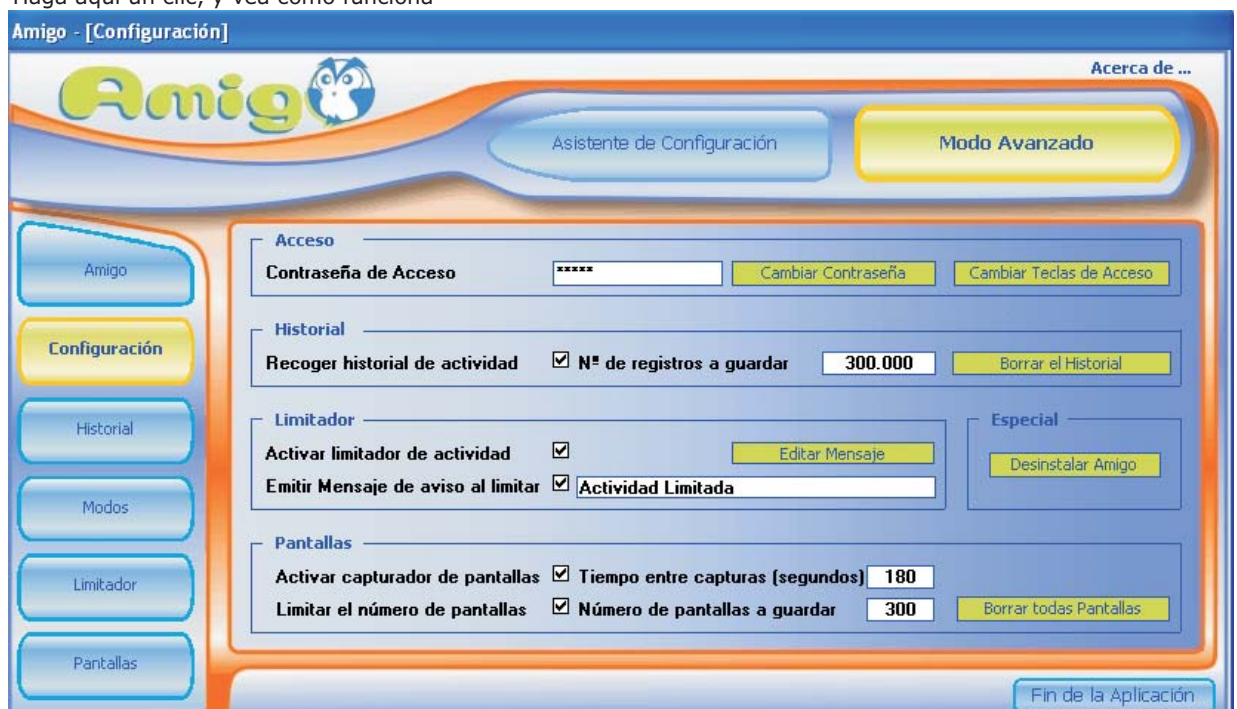 Haga aquí un clic, y vea como funciona
Amigo - [Configuración]
Acerca de ...
Amigo
Asistente de Configuración
Modo Avanzado
Amigo
Configuración
Historial
Modos
Limitador
Pantallas
Acceso
Contraseña de Acceso ***** Cambiar Contraseña Cambiar Teclas de Acceso
Historial
Recoger historial de actividad Nº de registros a guardar 300.000 Borrar el Historial
Limitador
Activar limitador de actividad Editar Mensaje
Emitir Mensaje de aviso al limitar Actividad Limitada
Especial
Desinstalar Amigo
Pantallas
Activar capturador de pantallas Tiempo entre capturas (segundos) 180
Limitar el número de pantallas Número de pantallas a guardar 300 Borrar todas Pantallas
Fin de la Aplicación